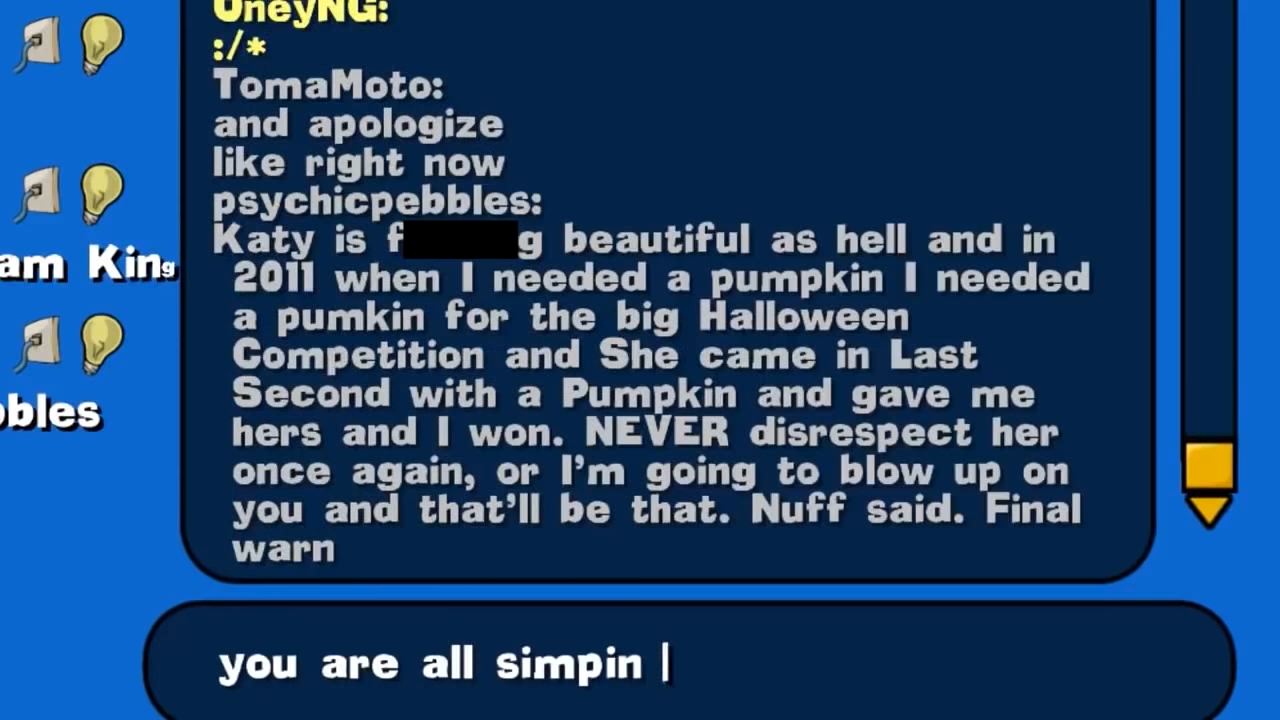 OneyNG:
:/*
TomaMoto:
and apologize
like right now
psychicpebbles:
Katy is f g beautiful as hell and in
2011 when I needed a pumpkin I needed
am King
a pumkin for the big Halloween
Competition and She came in Last
Second with a Pumpkin and gave me
bbles
hers and I won. NEVER disrespect her
once again, or I'm going to blow up on
you and that'll be that. Nuff said. Final
warn
you are all simpin